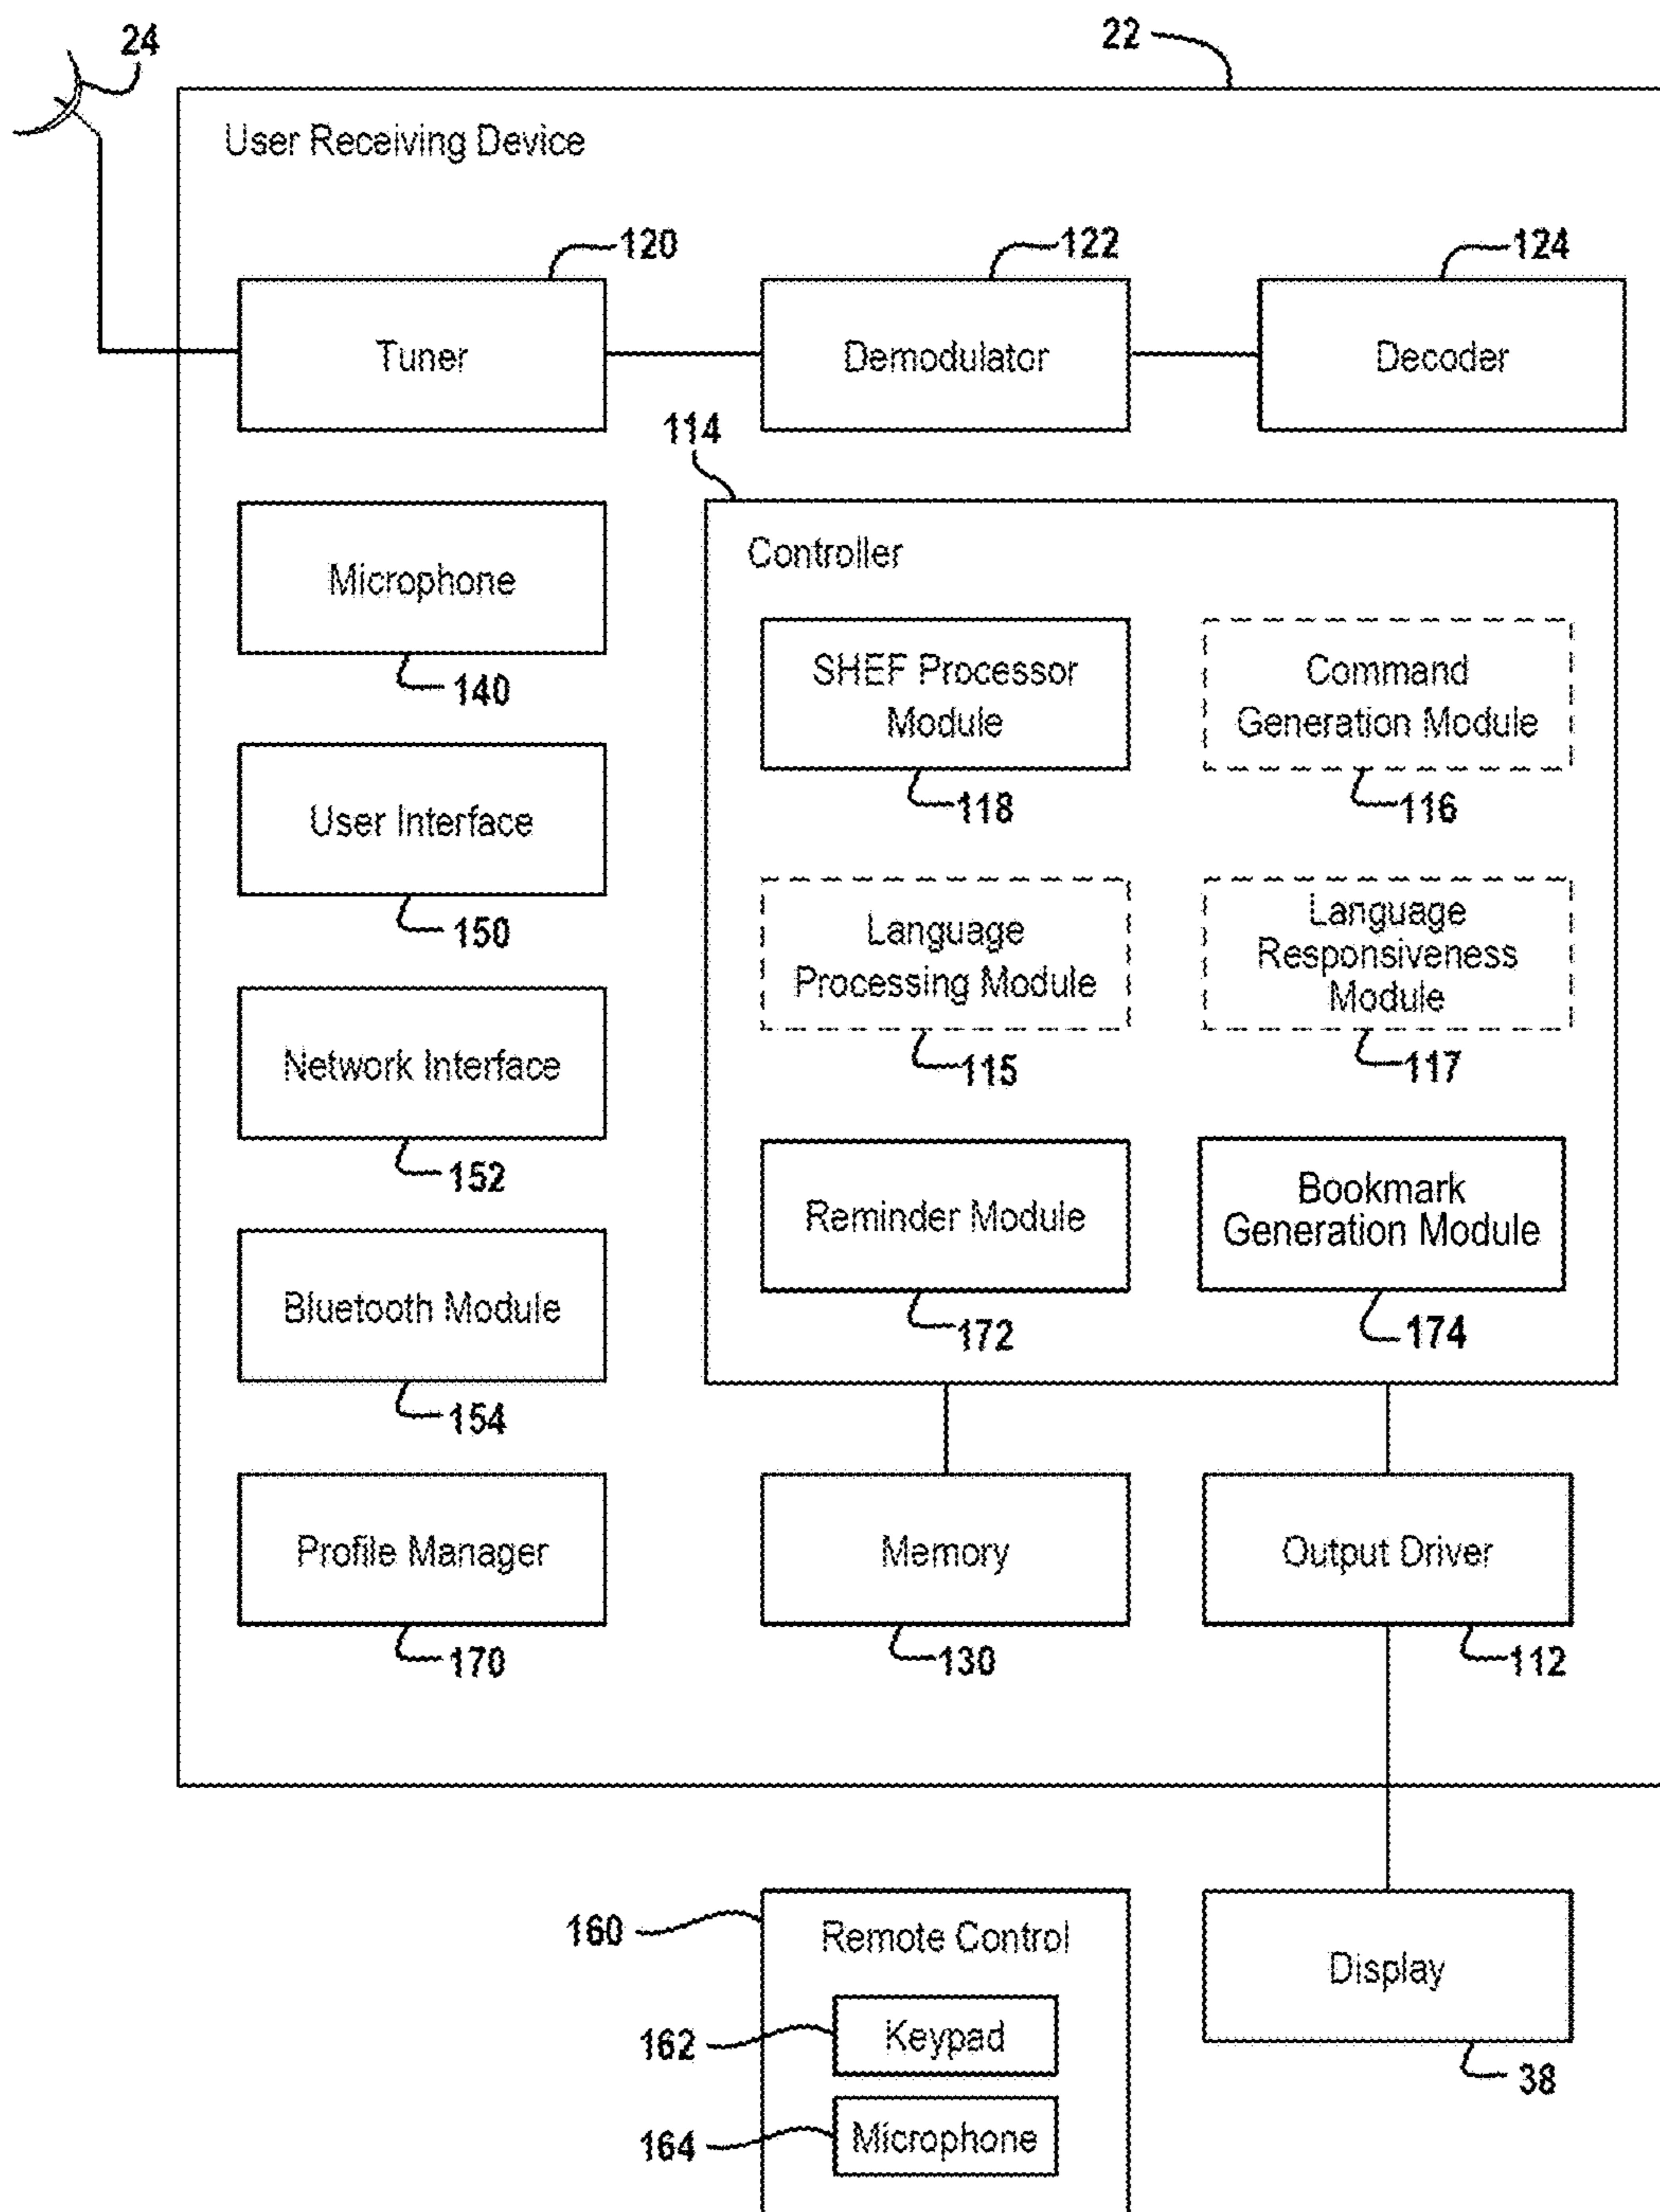 24
22
User Receiving Device
120
122
124
Tuner
Demodulator
Decoder
114
Microphone
140
Controller
SHEF Processor
Module
118
Command
Generation Module
116
User Interface
150
Language
Processing Module
115
Language
Responsiveness
Module
117
Network Interface
152
Reminder Module
172
Bookmark
Generation Module
174
Bluetooth Module
154
Profile Manager
170
Memory
130
Output Driver
112
160
Remote Control
162
Keypad
164
Microphone
Display
38